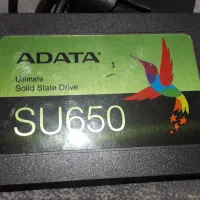 ADATA
Ultimate
Solid State Drive
SU650